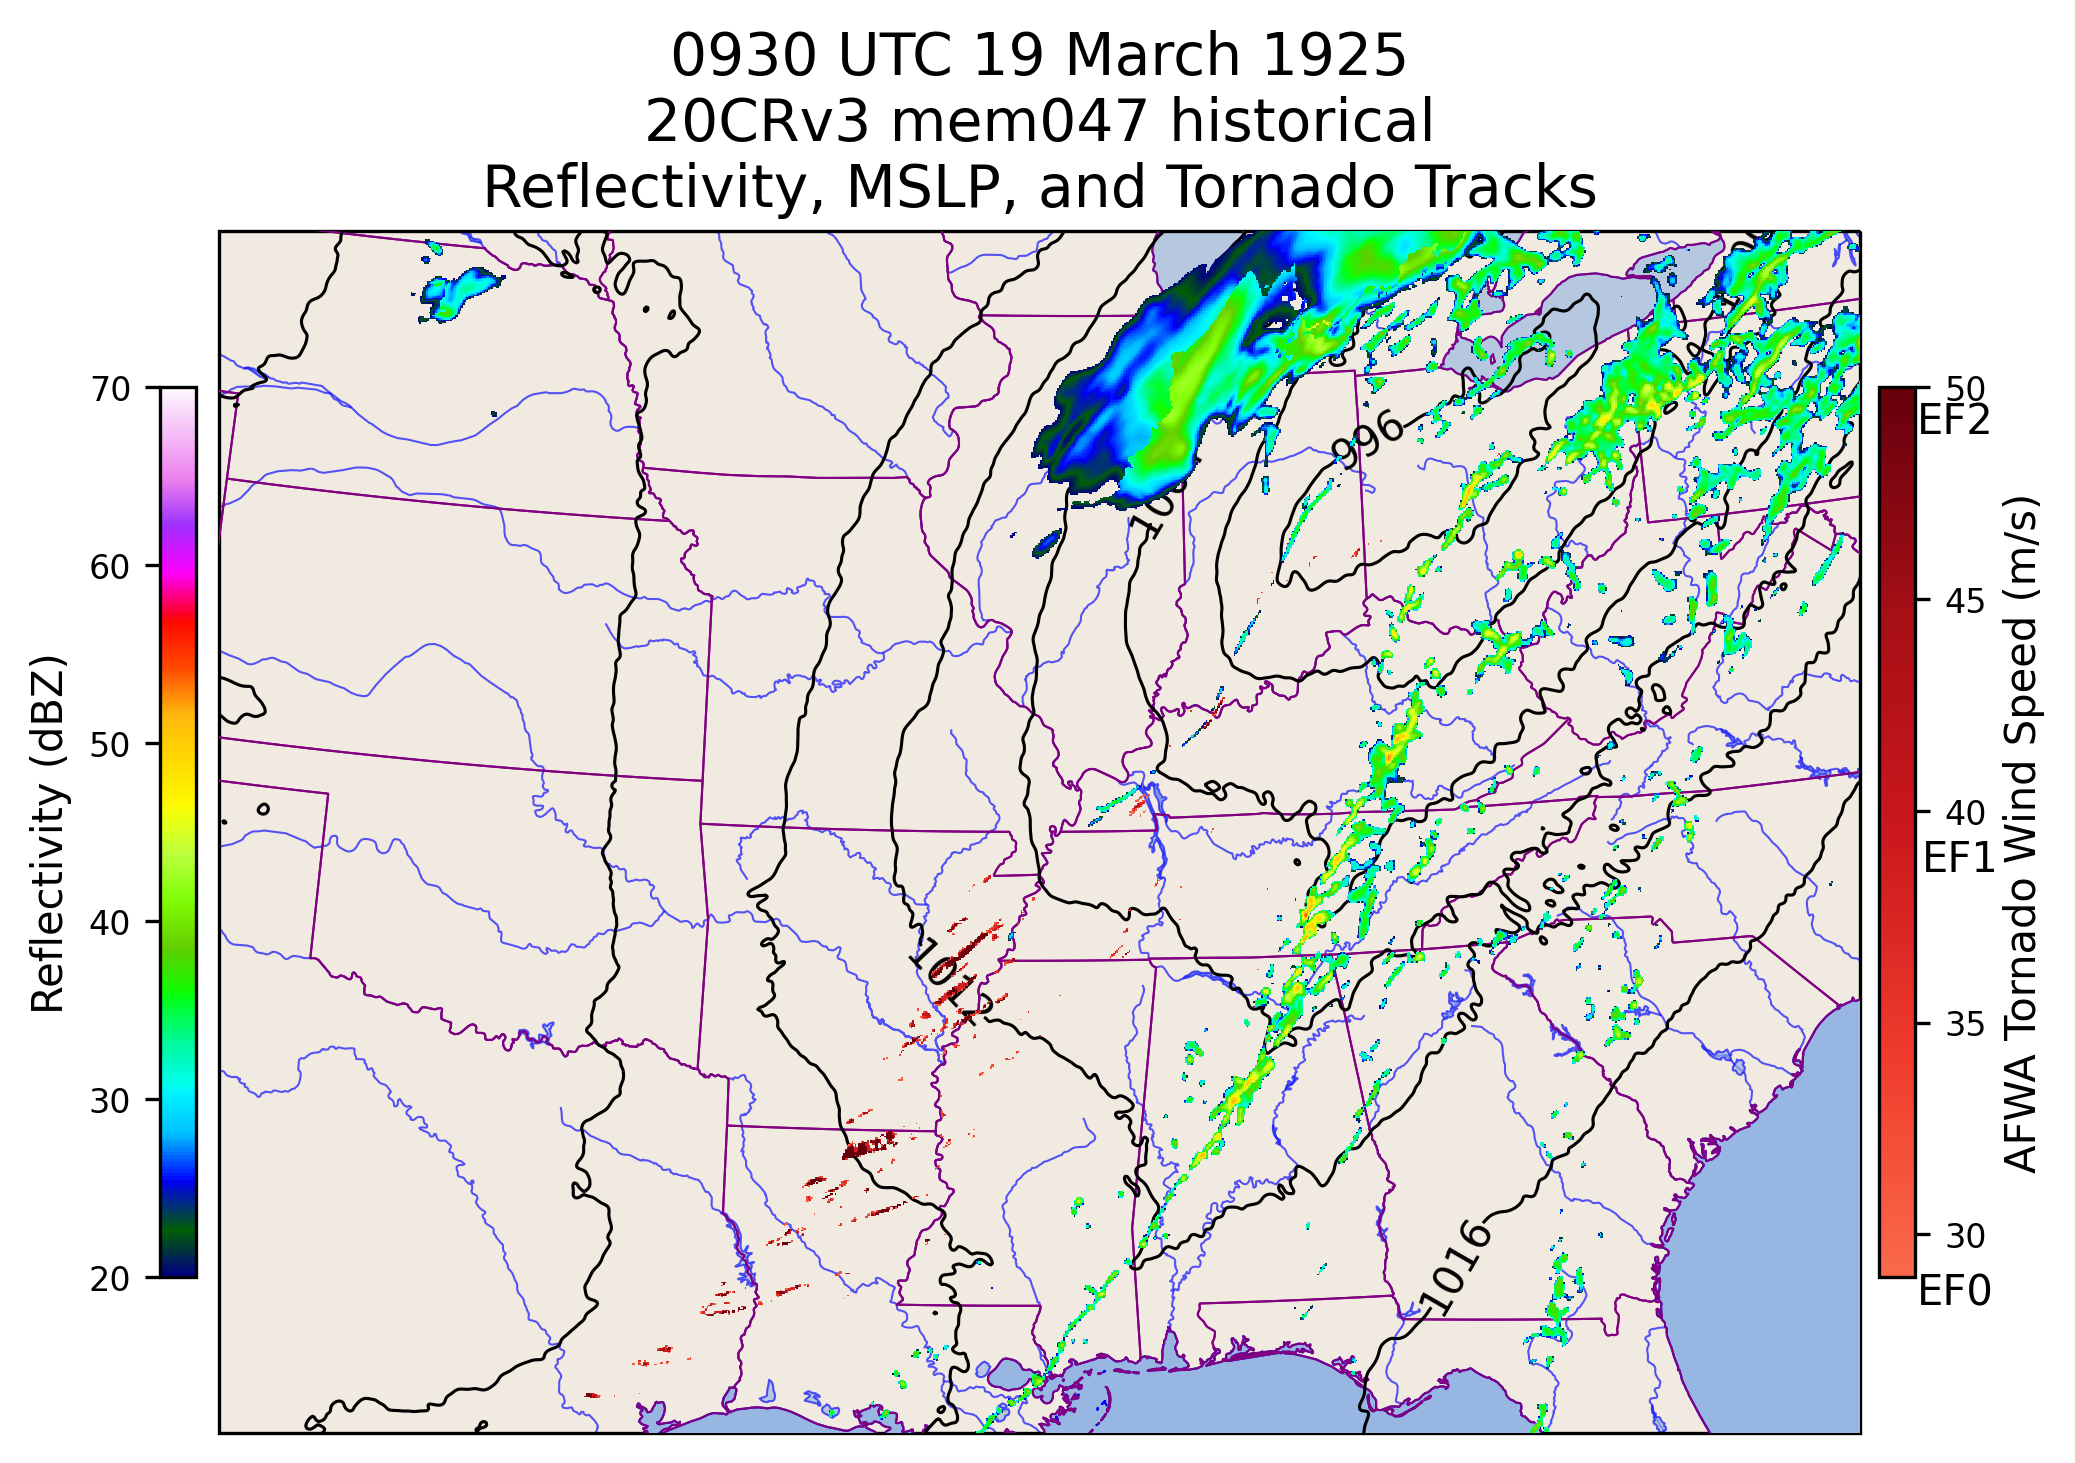 0930 UTC 19 March 1925
20CRv3 mem047 historical
Reflectivity, MSLP, and Tornado Tracks
Reflectivity (dBZ)
70
60
50
40
30
20
996
1012
1016
50
EF2
45
40
EF1
35
30
EF0
AFWA Tornado Wind Speed (m/s)